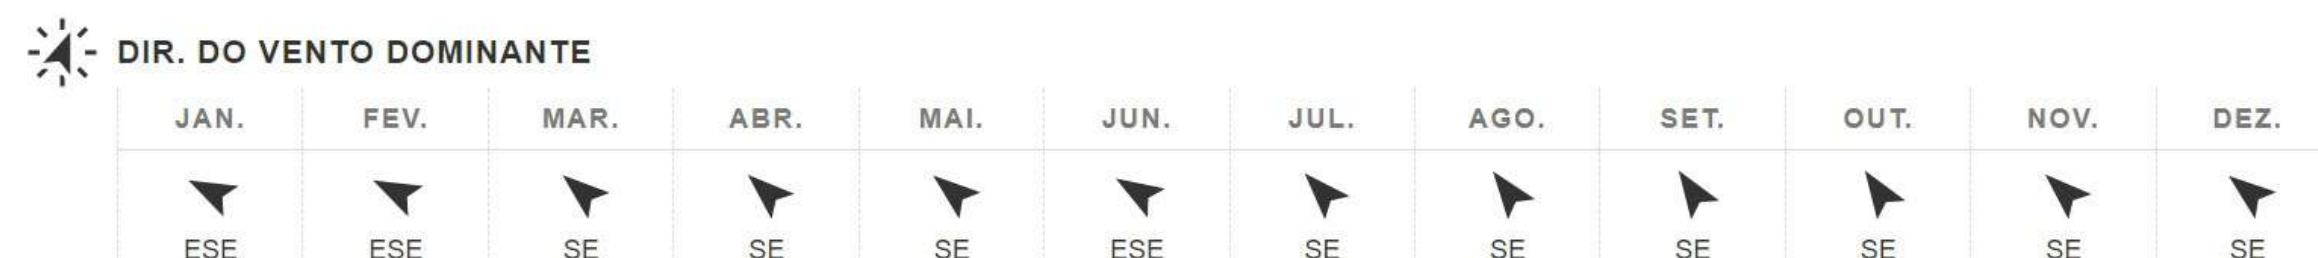 DIR. DO VENTO DOMINANTE
JAN. FEV. MAR. ABR. MAI. JUN. JUL. AGO. SET. OUT. NOV. DEZ.
ESE ESE SE SE SE ESE SE SE SE SE SE SE